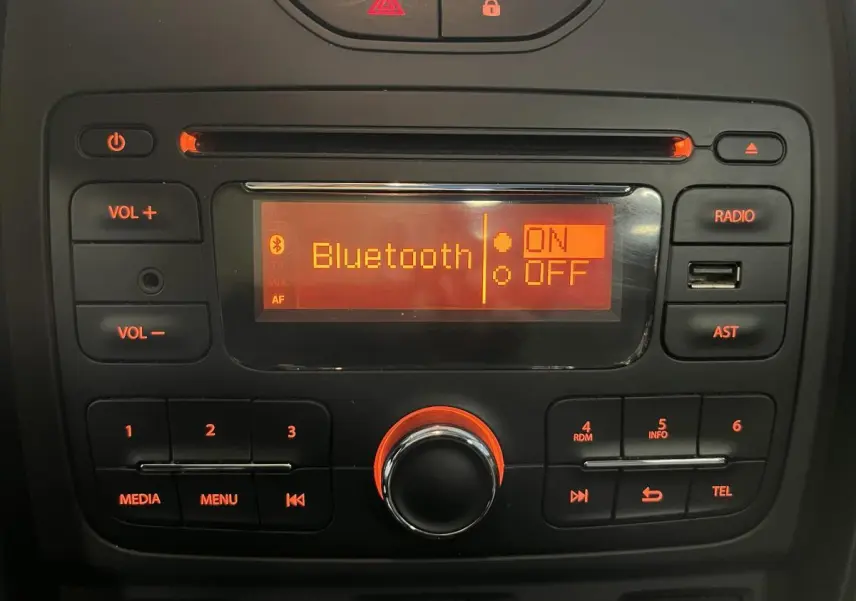 VOL +
RADIO
Bluetooth
ON
OFF
AF
VOL −
AST
1
2
3
4
RDM
5
INFO
6
MEDIA
MENU
TEL